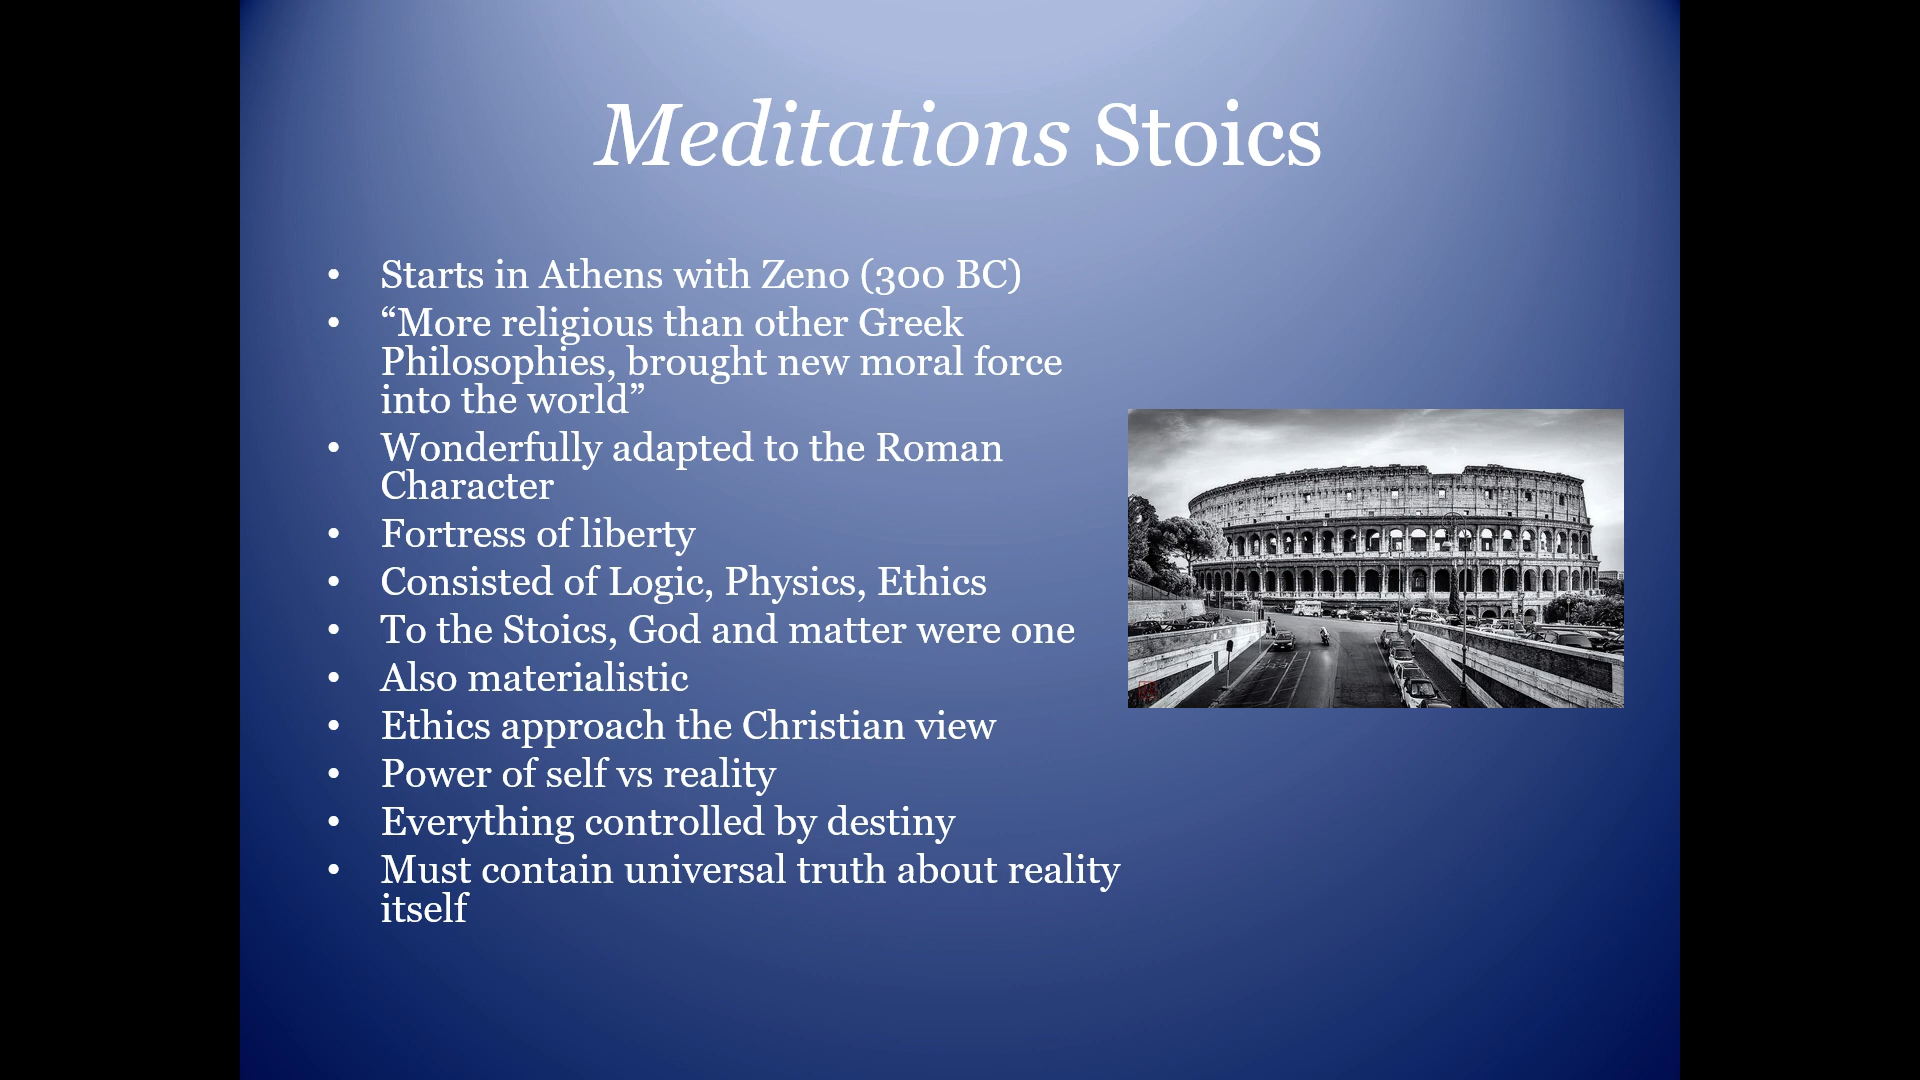 Meditations Stoics
• Starts in Athens with Zeno (300 BC)
• “More religious than other Greek
Philosophies, brought new moral force
into the world”
• Wonderfully adapted to the Roman
Character
• Fortress of liberty
• Consisted of Logic, Physics, Ethics
• To the Stoics, God and matter were one
• Also materialistic
• Ethics approach the Christian view
• Power of self vs reality
• Everything controlled by destiny
• Must contain universal truth about reality
itself